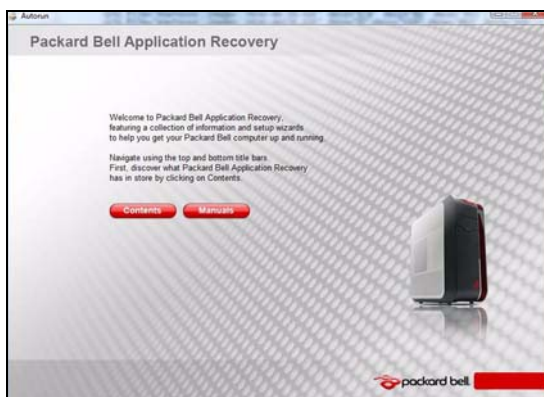 Autorun
Packard Bell Application Recovery
Welcome to Packard Bell Application Recovery,
featuring a collection of information and setup wizards
to help you get your Packard Bell computer up and running.
Navigate using the top and bottom title bars.
First, discover what Packard Bell Application Recovery
has in store by clicking on Contents.
Contents Manuals
packard bell.